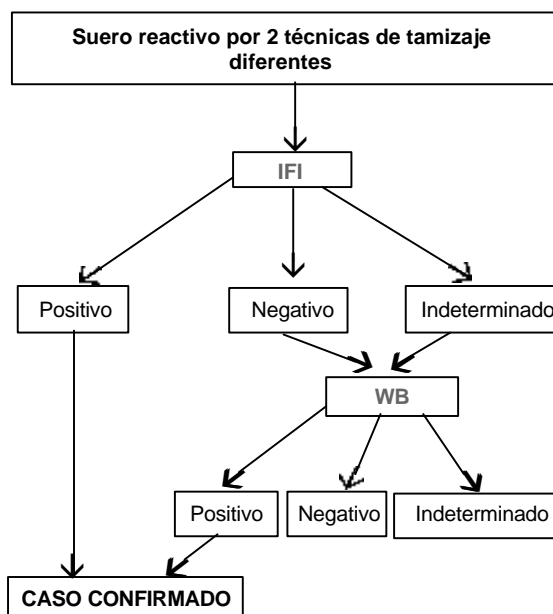 Suero reactivo por 2 técnicas de tamizaje
diferentes
IFI
Positivo
Negativo
Indeterminado
WB
Positivo
Negativo
Indeterminado
CASO CONFIRMADO